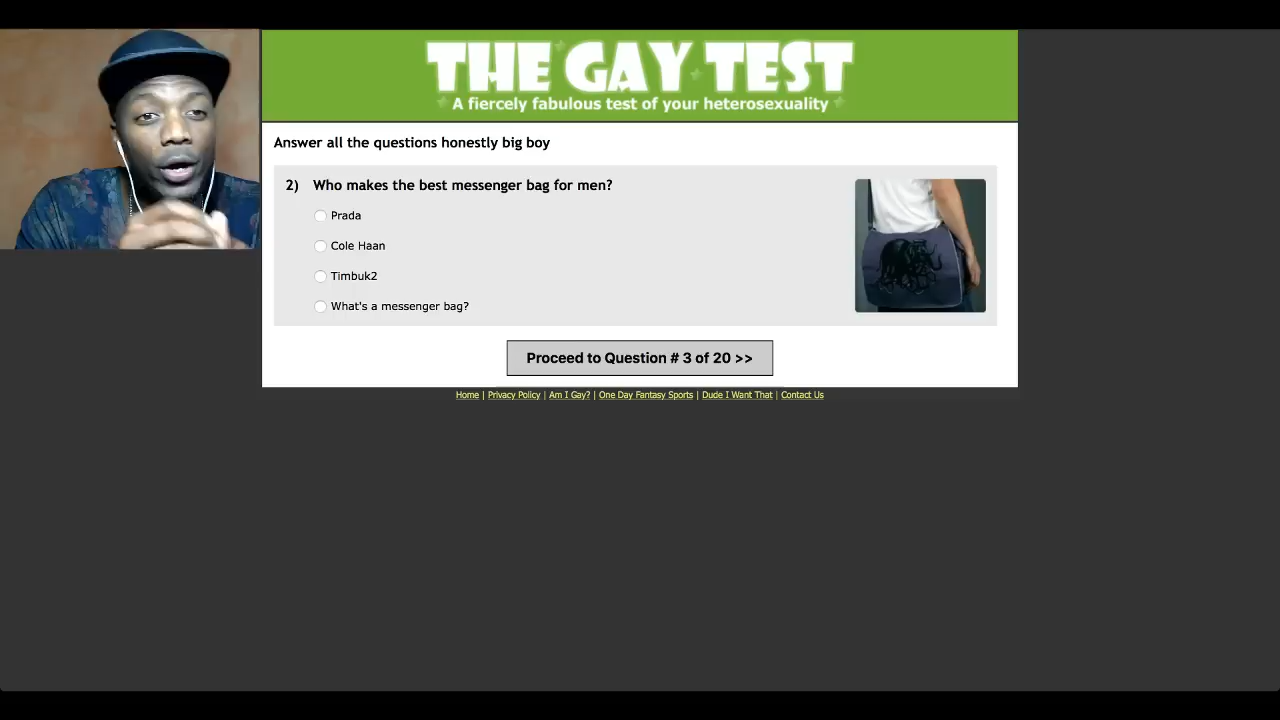 THE GAY TEST
A fiercely fabulous test of your heterosexuality
Answer all the questions honestly big boy
2) Who makes the best messenger bag for men?
Prada
Cole Haan
Timbuk2
What's a messenger bag?
Proceed to Question # 3 of 20 >>
Home | Privacy Policy | Am I Gay? | One Day Fantasy Sports | Dude I Want That | Contact Us